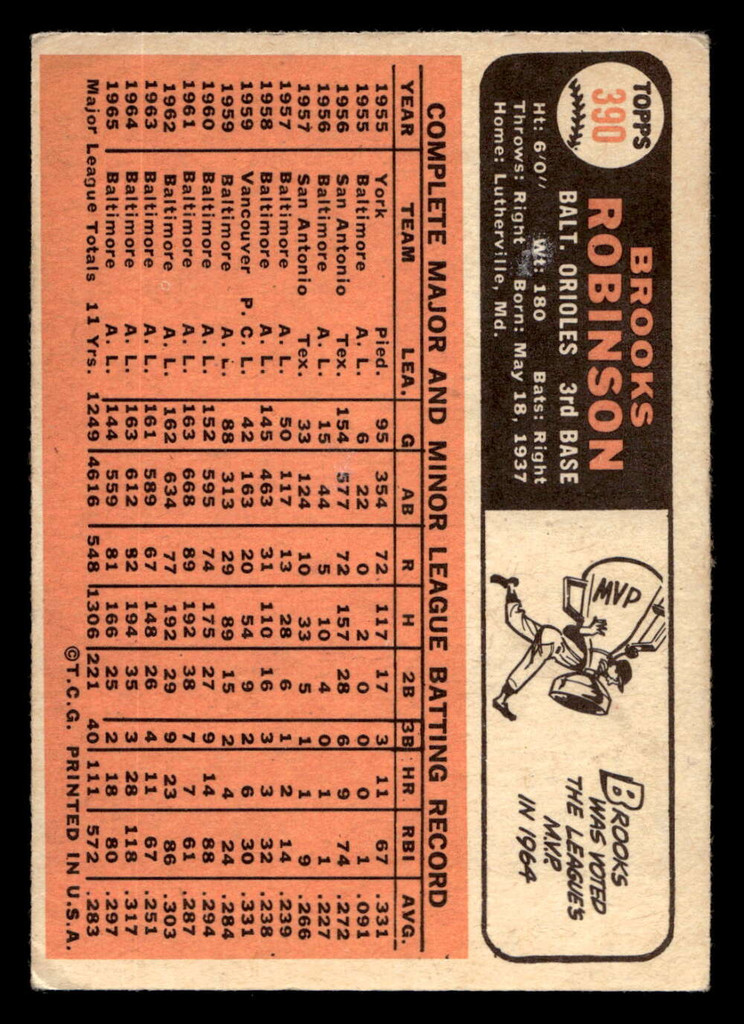 TOPPS
390
BROOKS
ROBINSON
BALT. ORIOLES 3rd BASE
Ht: 6'0" Wt: 180 Bats: Right
Throws: Right Born: May 18, 1937
Home: Lutherville, Md.
MVP
BROOKS
WAS VOTED
THE LEAGUE'S
M.V.P.
IN 1964
COMPLETE MAJOR AND MINOR LEAGUE BATTING RECORD
YEAR TEAM LEA. G AB R H 2B 3B HR RBI AVG.
1955 York Pied. 95 354 72 117 17 3 11 67 .331
1955 Baltimore A. L. 6 22 0 2 0 0 0 1 .091
1956 San Antonio Tex. 154 577 72 157 28 6 9 74 .272
1956 Baltimore A. L. 15 44 5 10 4 0 1 1 .227
1957 San Antonio Tex. 33 124 10 33 5 1 1 9 .266
1957 Baltimore A. L. 50 117 13 28 6 1 2 14 .239
1958 Baltimore A. L. 145 463 31 110 16 3 3 32 .238
1959 Vancouver P. C. L. 42 163 20 54 9 2 6 30 .331
1959 Baltimore A. L. 88 313 29 89 15 2 4 24 .284
1960 Baltimore A. L. 152 595 74 175 27 9 14 88 .294
1961 Baltimore A. L. 163 668 89 192 38 7 7 61 .287
1962 Baltimore A. L. 162 634 77 192 29 9 23 86 .303
1963 Baltimore A. L. 161 589 67 148 26 4 11 67 .251
1964 Baltimore A. L. 163 612 82 194 35 3 28 118 .317
1965 Baltimore A. L. 144 559 81 166 25 2 18 80 .297
Major League Totals 11 Yrs. 1249 4616 548 1306 221 40 111 572 .283
©T.C.G. PRINTED IN U.S.A.